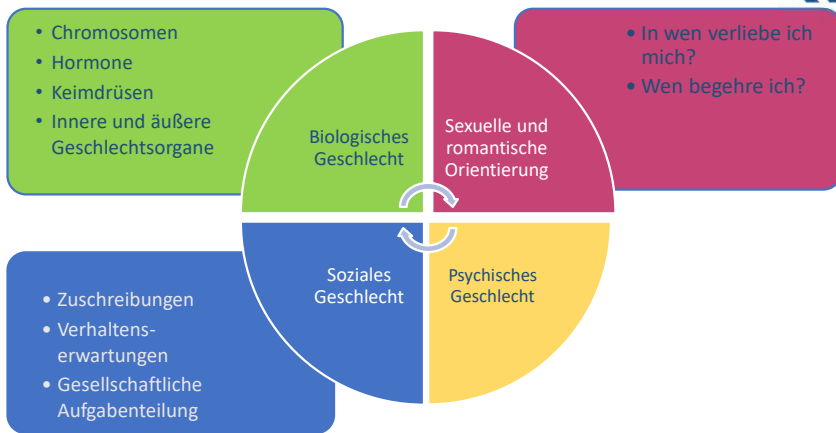 • Chromosomen
• Hormone
• Keimdrüsen
• Innere und äußere
Geschlechtsorgane
• In wen verliebe ich
mich?
• Wen begehre ich?
Biologisches
Geschlecht
Sexuelle und
romantische
Orientierung
Soziales
Geschlecht
Psychisches
Geschlecht
• Zuschreibungen
• Verhaltens-
erwartungen
• Gesellschaftliche
Aufgabenteilung